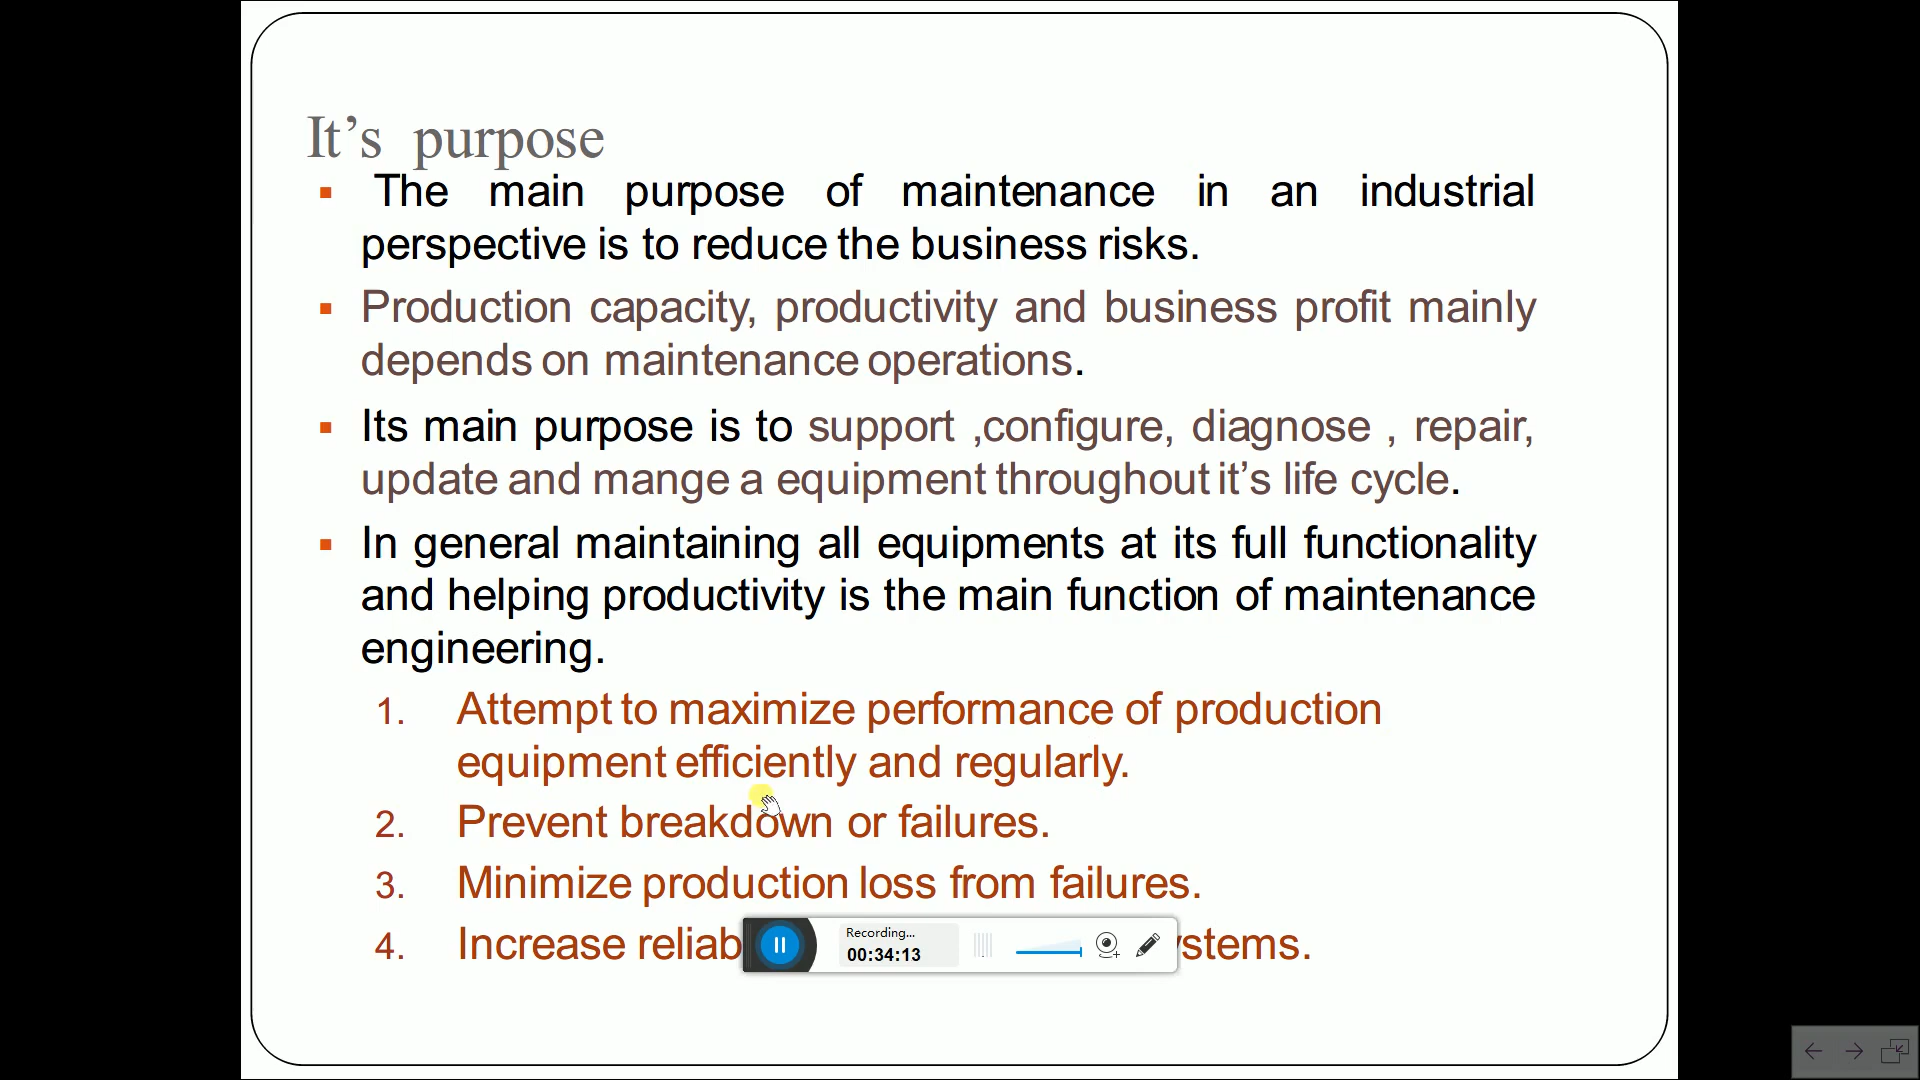 It’s purpose
▪ The main purpose of maintenance in an industrial
perspective is to reduce the business risks.
▪ Production capacity, productivity and business profit mainly
depends on maintenance operations.
▪ Its main purpose is to support ,configure, diagnose , repair,
update and mange a equipment throughout it’s life cycle.
▪ In general maintaining all equipments at its full functionality
and helping productivity is the main function of maintenance
engineering.
1. Attempt to maximize performance of production
equipment efficiently and regularly.
2. Prevent breakdown or failures.
3. Minimize production loss from failures.
4. Increase
Recording...
00:34:13